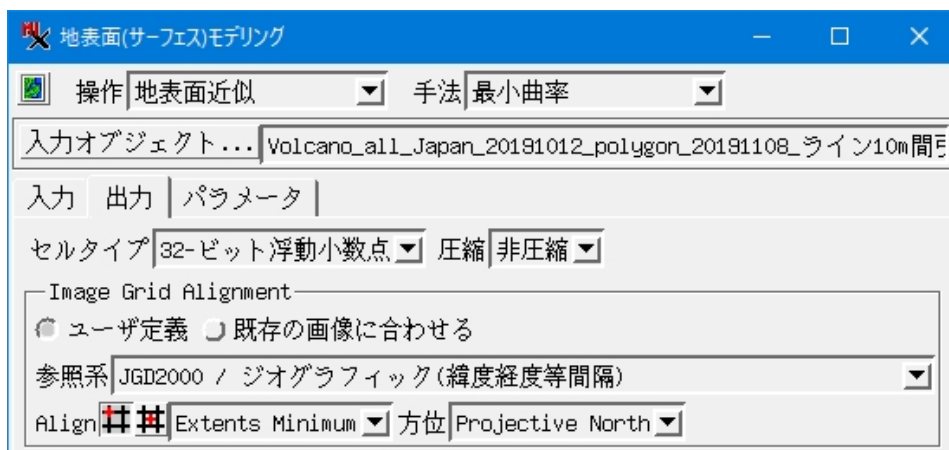 地表面(サーフェス)モデリング
操作 地表面近似 手法 最小曲率
入力オブジェクト... Volcano_all_Japan_20191012_polygon_20191108_ライン10m間引
入力 出力 パラメータ
セルタイプ 32-ビット浮動小数点 圧縮 非圧縮
Image Grid Alignment
ユーザ定義 既存の画像に合わせる
参照系 JGD2000 / ジオグラフィック(緯度経度等間隔)
Align Extents Minimum 方位 Projective North